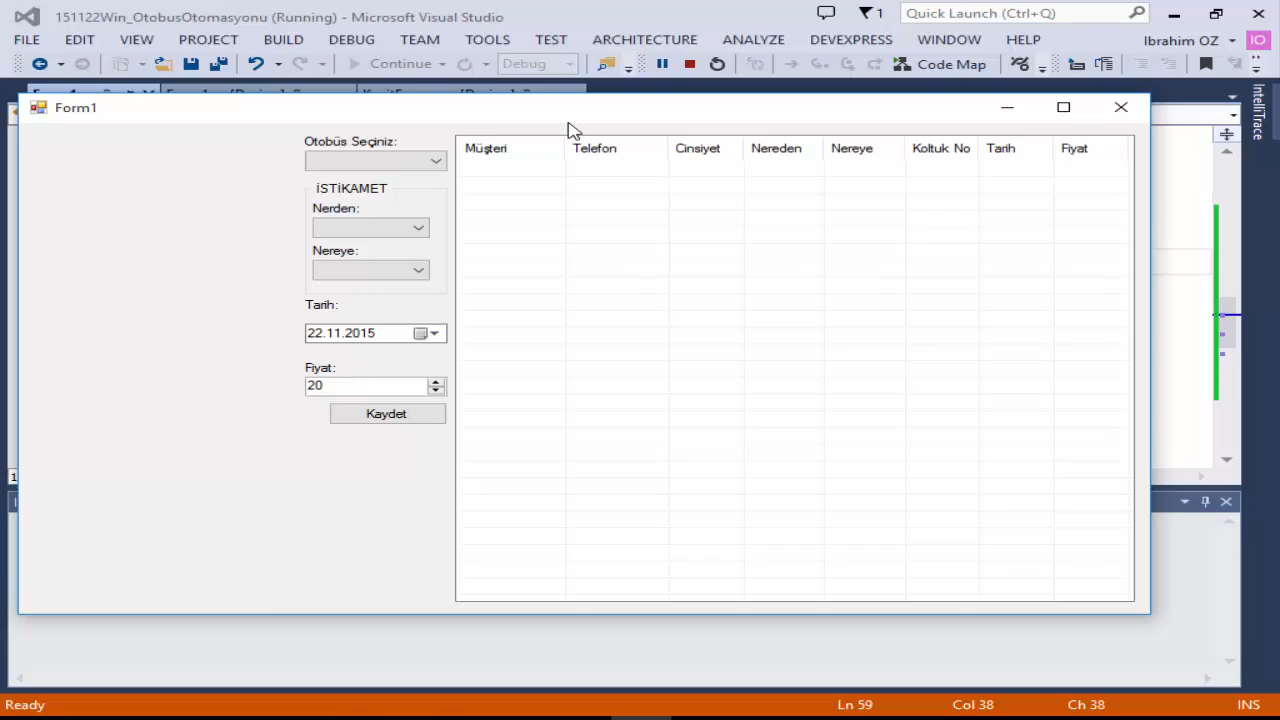 151122Win_OtobusOtomasyonu (Running) - Microsoft Visual Studio
1
Quick Launch (Ctrl+Q)
FILE EDIT VIEW PROJECT BUILD DEBUG TEAM TOOLS TEST ARCHITECTURE ANALYZE DEVEXPRESS WINDOW HELP
Ibrahim OZ IO
Continue Debug Code Map
Form1
IntelliTrace
Otobüs Seçiniz:
Müşteri Telefon Cinsiyet Nereden Nereye Koltuk No Tarih Fiyat
İSTİKAMET
Nerden:
Nereye:
Tarih:
22.11.2015
Fiyat:
20
Kaydet
Ready Ln 59 Col 38 Ch 38 INS